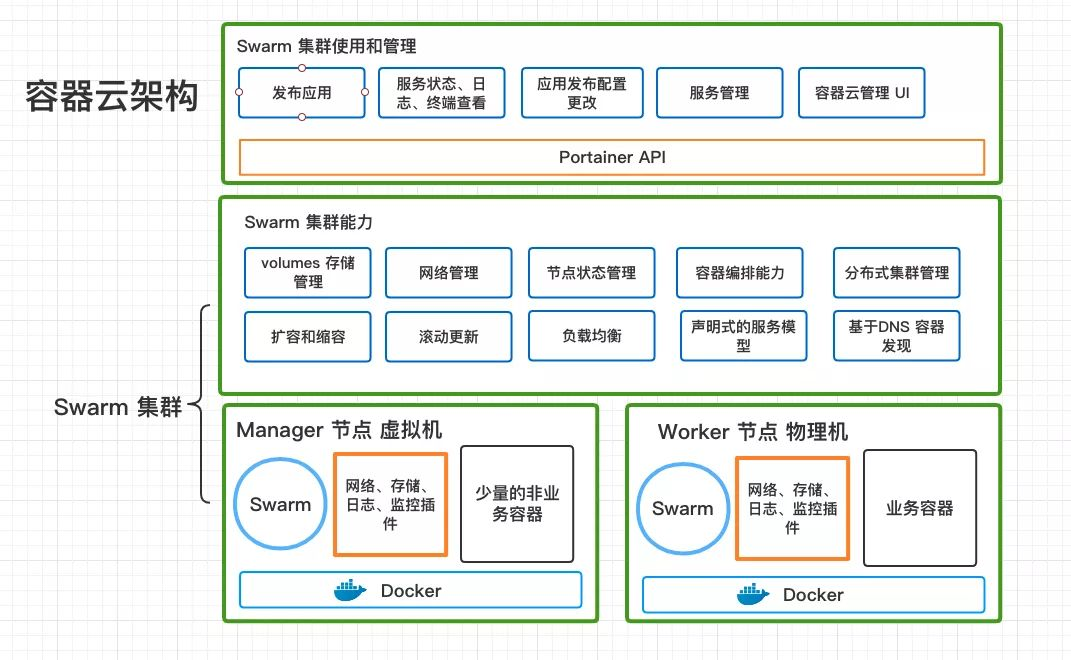 容器云架构
Swarm 集群使用和管理
发布应用
服务状态、日
志、终端查看
应用发布配置
更改
服务管理
容器云管理 UI
Portainer API
Swarm 集群能力
volumes 存储
管理
网络管理
节点状态管理
容器编排能力
分布式集群管理
扩容和缩容
滚动更新
负载均衡
声明式的服务模
型
基于DNS 容器
发现
Swarm 集群
Manager 节点 虚拟机
Swarm
网络、存储、
日志、监控插
件
少量的非业
务容器
Docker
Worker 节点 物理机
Swarm
网络、存储、
日志、监控插
件
业务容器
Docker